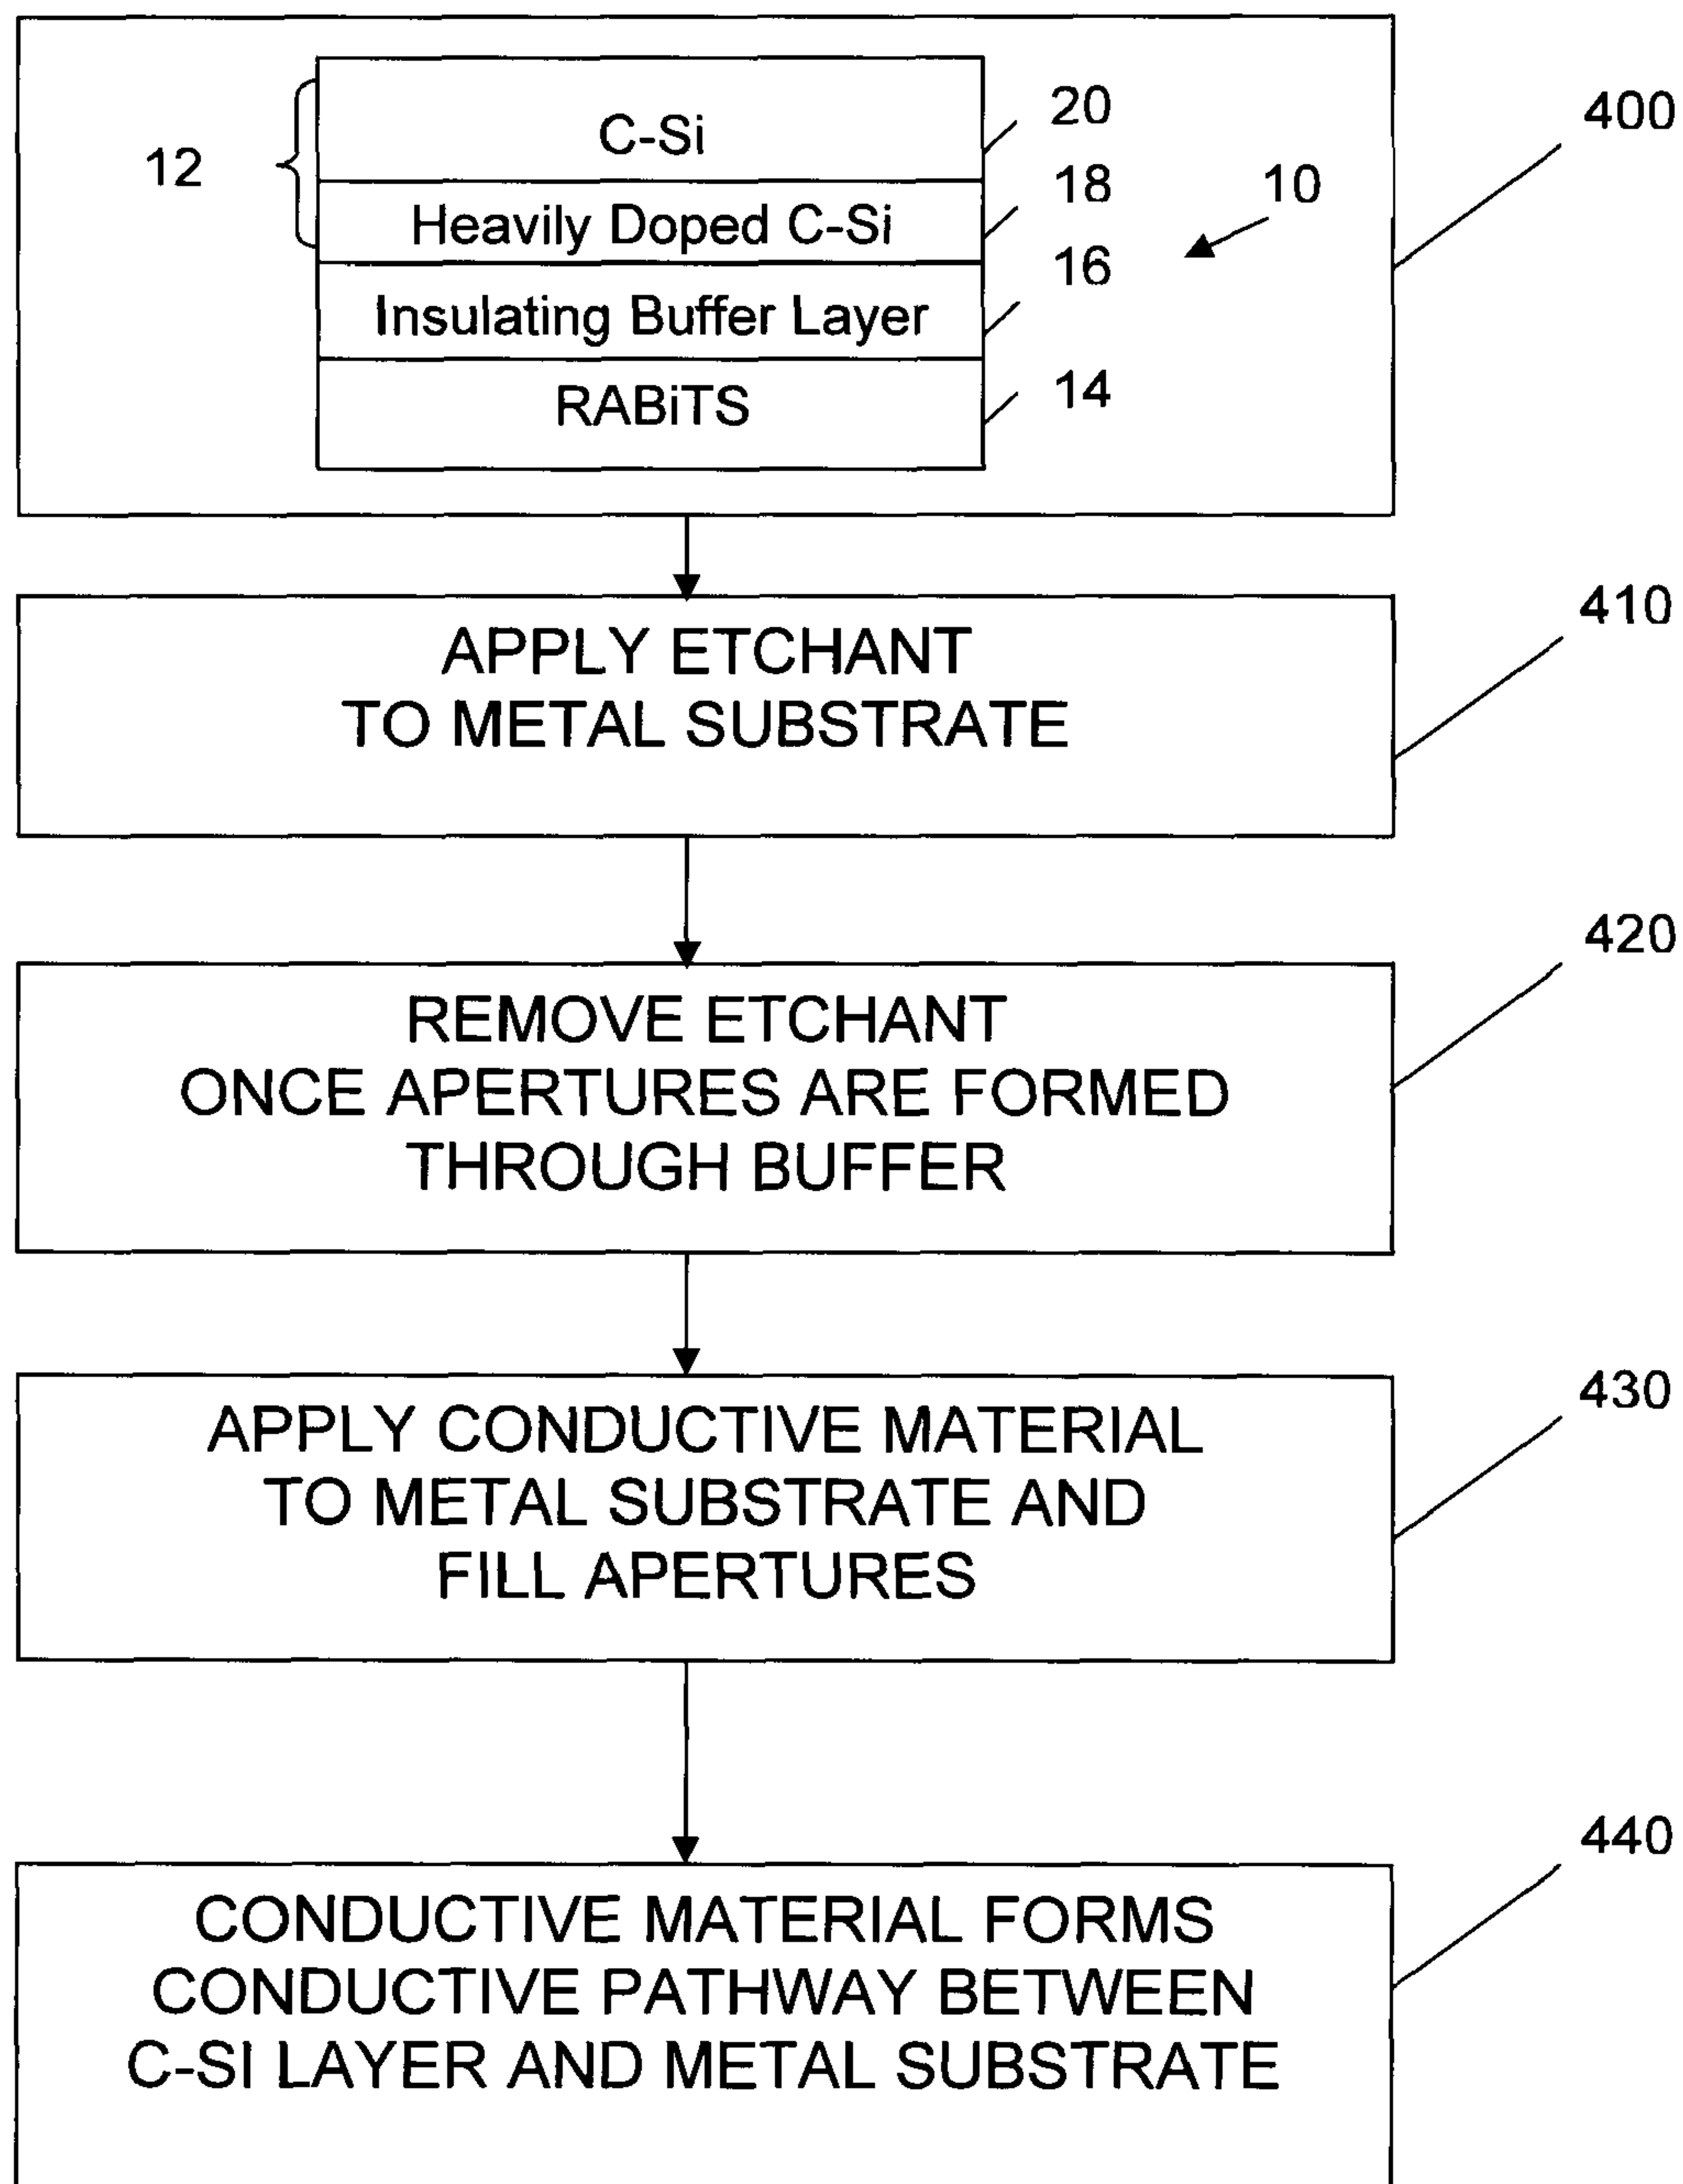 C-Si
20
400
12
18
10
Heavily Doped C-Si
16
Insulating Buffer Layer
14
RABiTS
410
APPLY ETCHANT
TO METAL SUBSTRATE
420
REMOVE ETCHANT
ONCE APERTURES ARE FORMED
THROUGH BUFFER
430
APPLY CONDUCTIVE MATERIAL
TO METAL SUBSTRATE AND
FILL APERTURES
440
CONDUCTIVE MATERIAL FORMS
CONDUCTIVE PATHWAY BETWEEN
C-SI LAYER AND METAL SUBSTRATE